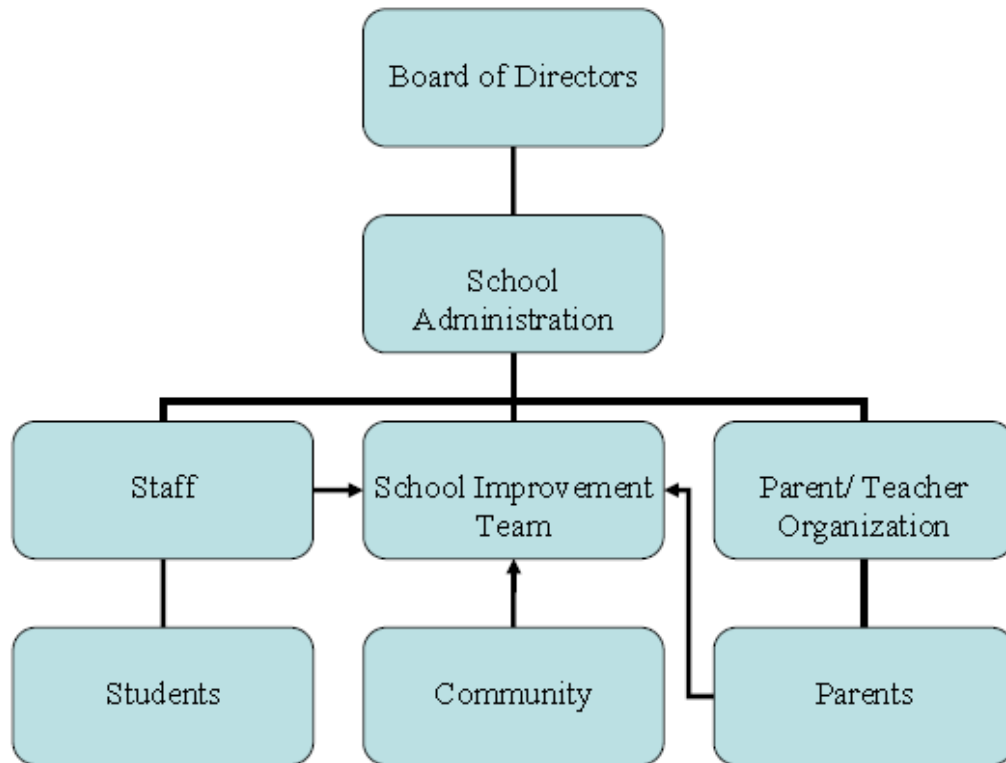 Board of Directors
School
Administration
Staff
School Improvement
Team
Parent/ Teacher
Organization
Students
Community
Parents